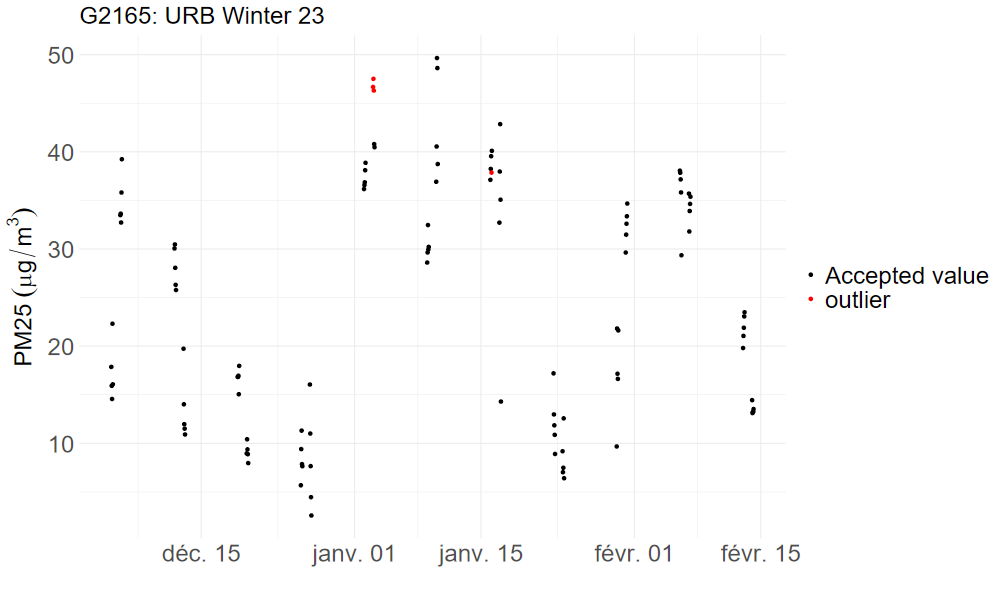 G2165: URB Winter 23
50
40
30
20
10
PM25 (μg/m³)
déc. 15
janv. 01
janv. 15
févr. 01
févr. 15
Accepted value
outlier